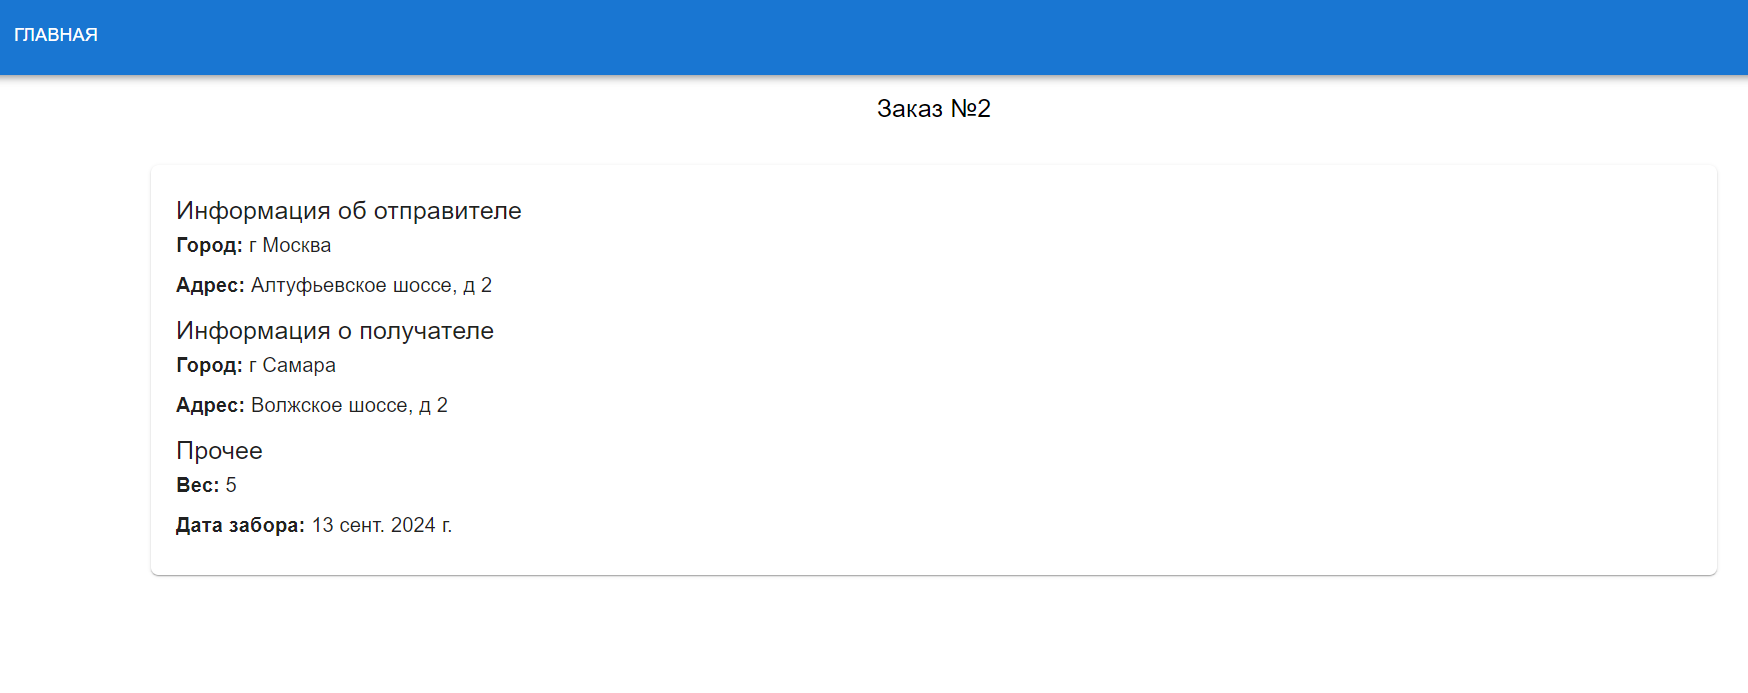 ГЛАВНАЯ
Заказ №2
Информация об отправителе
Город: г Москва
Адрес: Алтуфьевское шоссе, д 2
Информация о получателе
Город: г Самара
Адрес: Волжское шоссе, д 2
Прочее
Вес: 5
Дата забора: 13 сент. 2024 г.